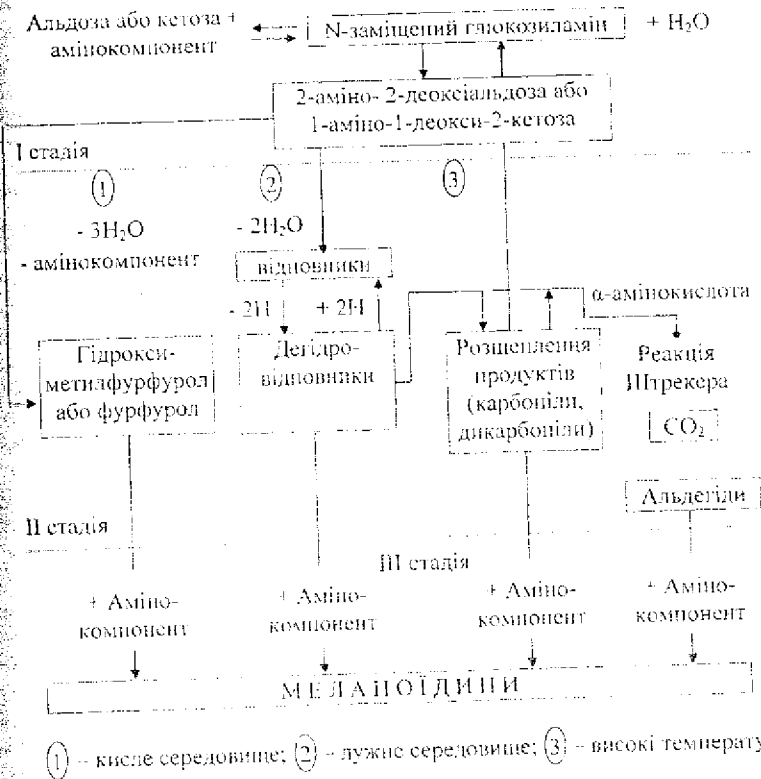 Альдоза або кетоза +
амінокомпонент
N-заміщений глюкозиламін
+ H₂O
2-аміно- 2-деоксіальдоза або
1-аміно-1-деокси-2-кетоза
І стадія
① ② ③
- 3H₂O
- амінокомпонент
- 2H₂O
відновники
- 2H + 2H
α-амінокислота
Гідрокси-
метилфурфурол
або фурфурол
Дегідро-
відновники
Розщеплення
продуктів
(карбоніли,
дикарбоніли)
Реакція
Штрекера
CO₂
Альдегіди
ІІ стадія
ІІІ стадія
+ Аміно-
компонент
+ Аміно-
компонент
+ Аміно-
компонент
+ Аміно-
компонент
МЕЛАНОЇДИНИ
① – кисле середовище; ② – лужне середовище; ③ – високі температу